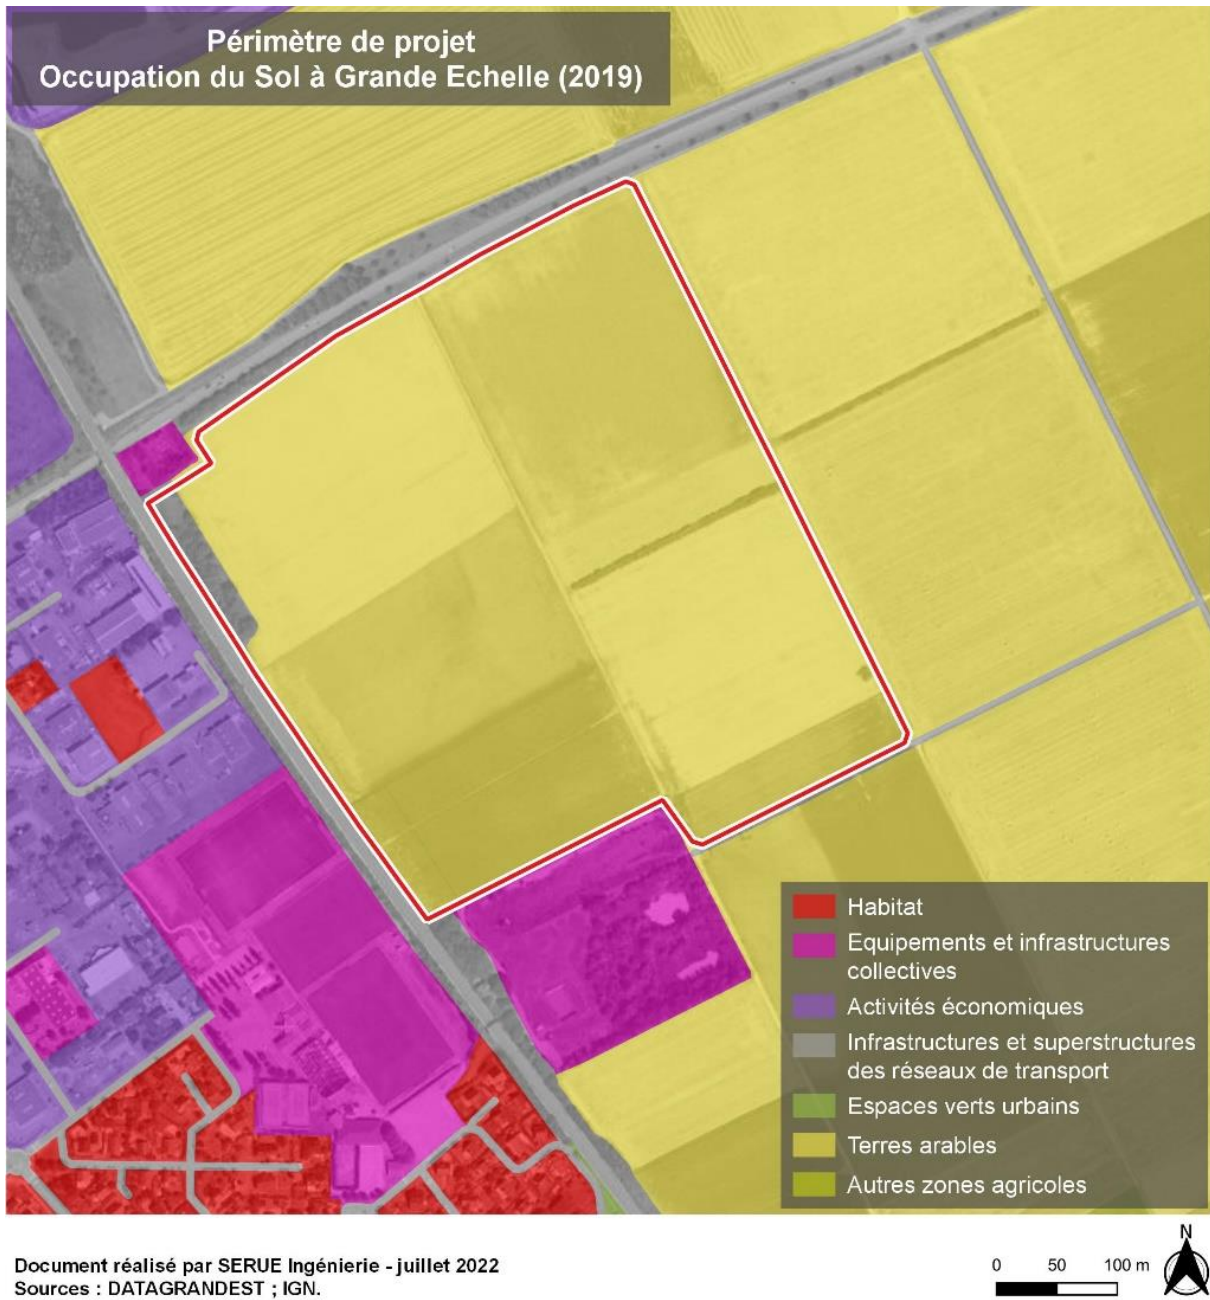 Périmètre de projet
Occupation du Sol à Grande Echelle (2019)
Habitat
Equipements et infrastructures
collectives
Activités économiques
Infrastructures et superstructures
des réseaux de transport
Espaces verts urbains
Terres arables
Autres zones agricoles
Document réalisé par SERUE Ingénierie - juillet 2022
Sources : DATAGRANDEST ; IGN.
0 50 100 m
N